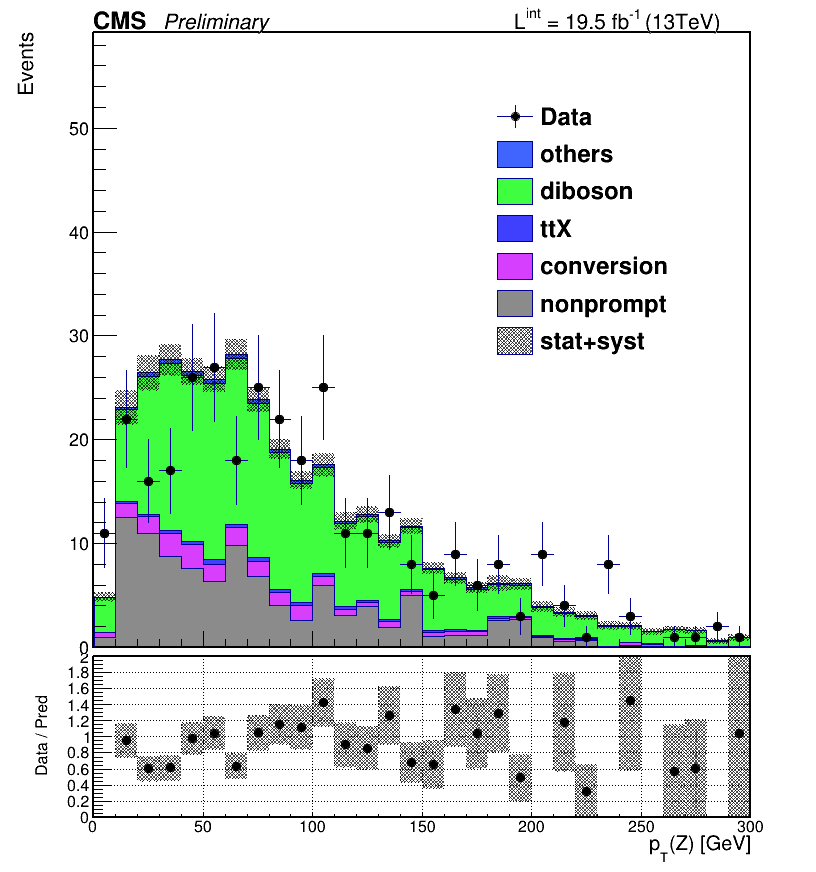 CMS Preliminary L^int = 19.5 fb^-1 (13TeV)
Events
50
40
30
20
10
0
Data
others
diboson
ttX
conversion
nonprompt
stat+syst
Data / Pred
2
1.8
1.6
1.4
1.2
1
0.8
0.6
0.4
0.2
0
0 50 100 150 200 250 300
p_T(Z) [GeV]